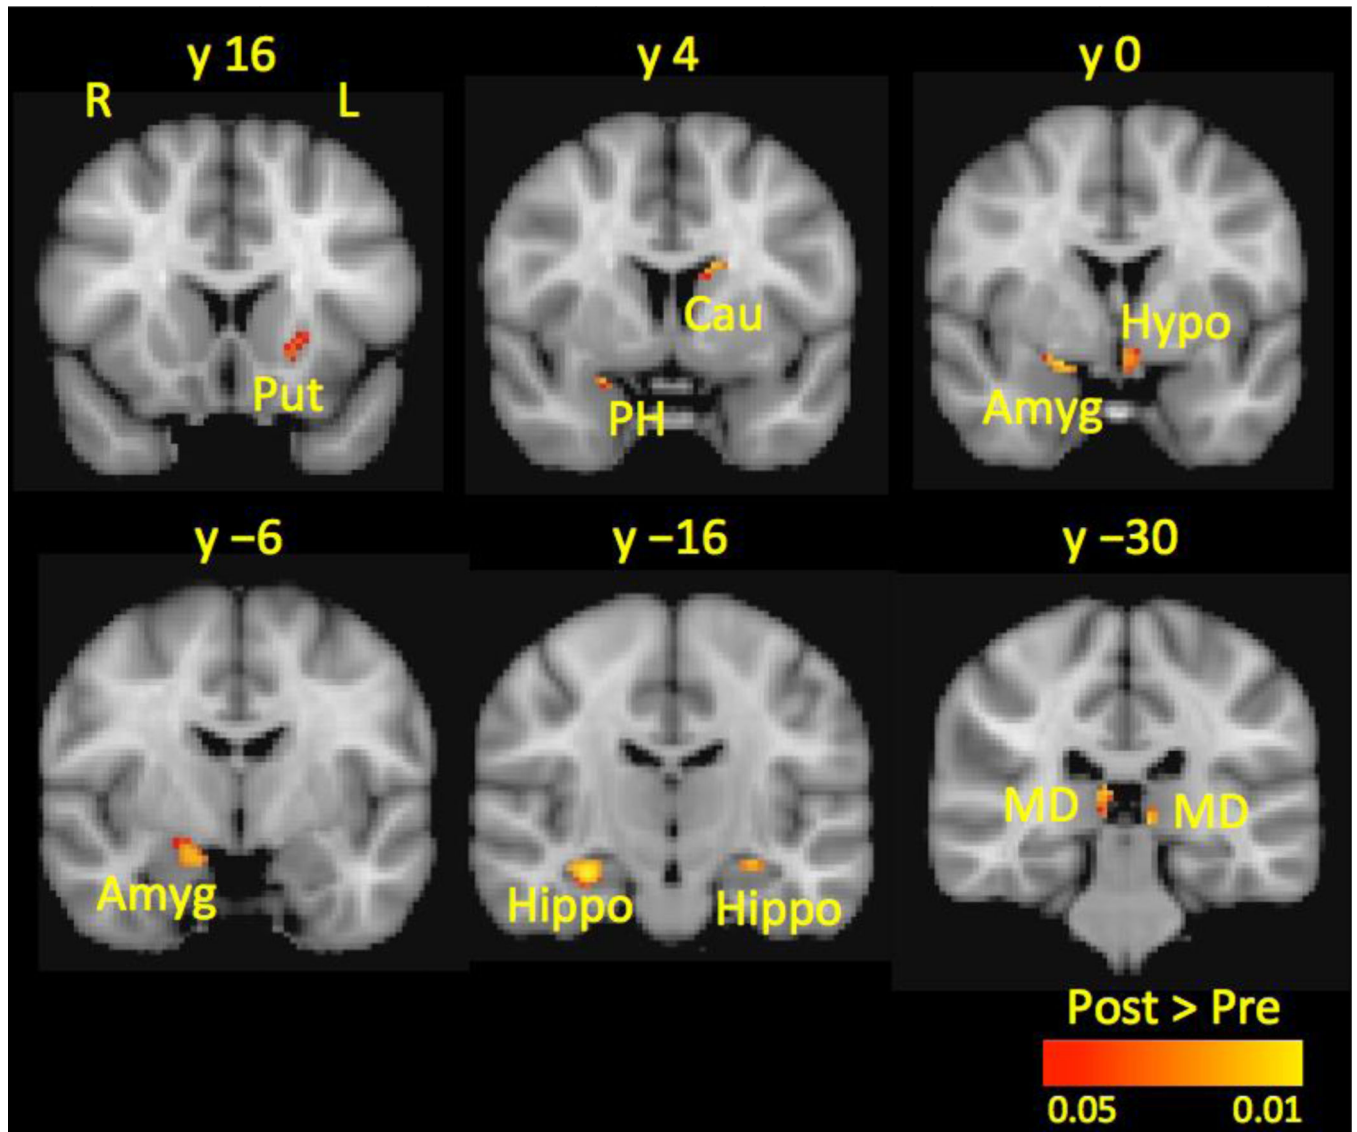 y 16
y 4
y 0
R
L
Put
Cau
PH
Hypo
Amyg
y −6
y −16
y −30
Amyg
Hippo
Hippo
MD
MD
Post > Pre
0.05
0.01